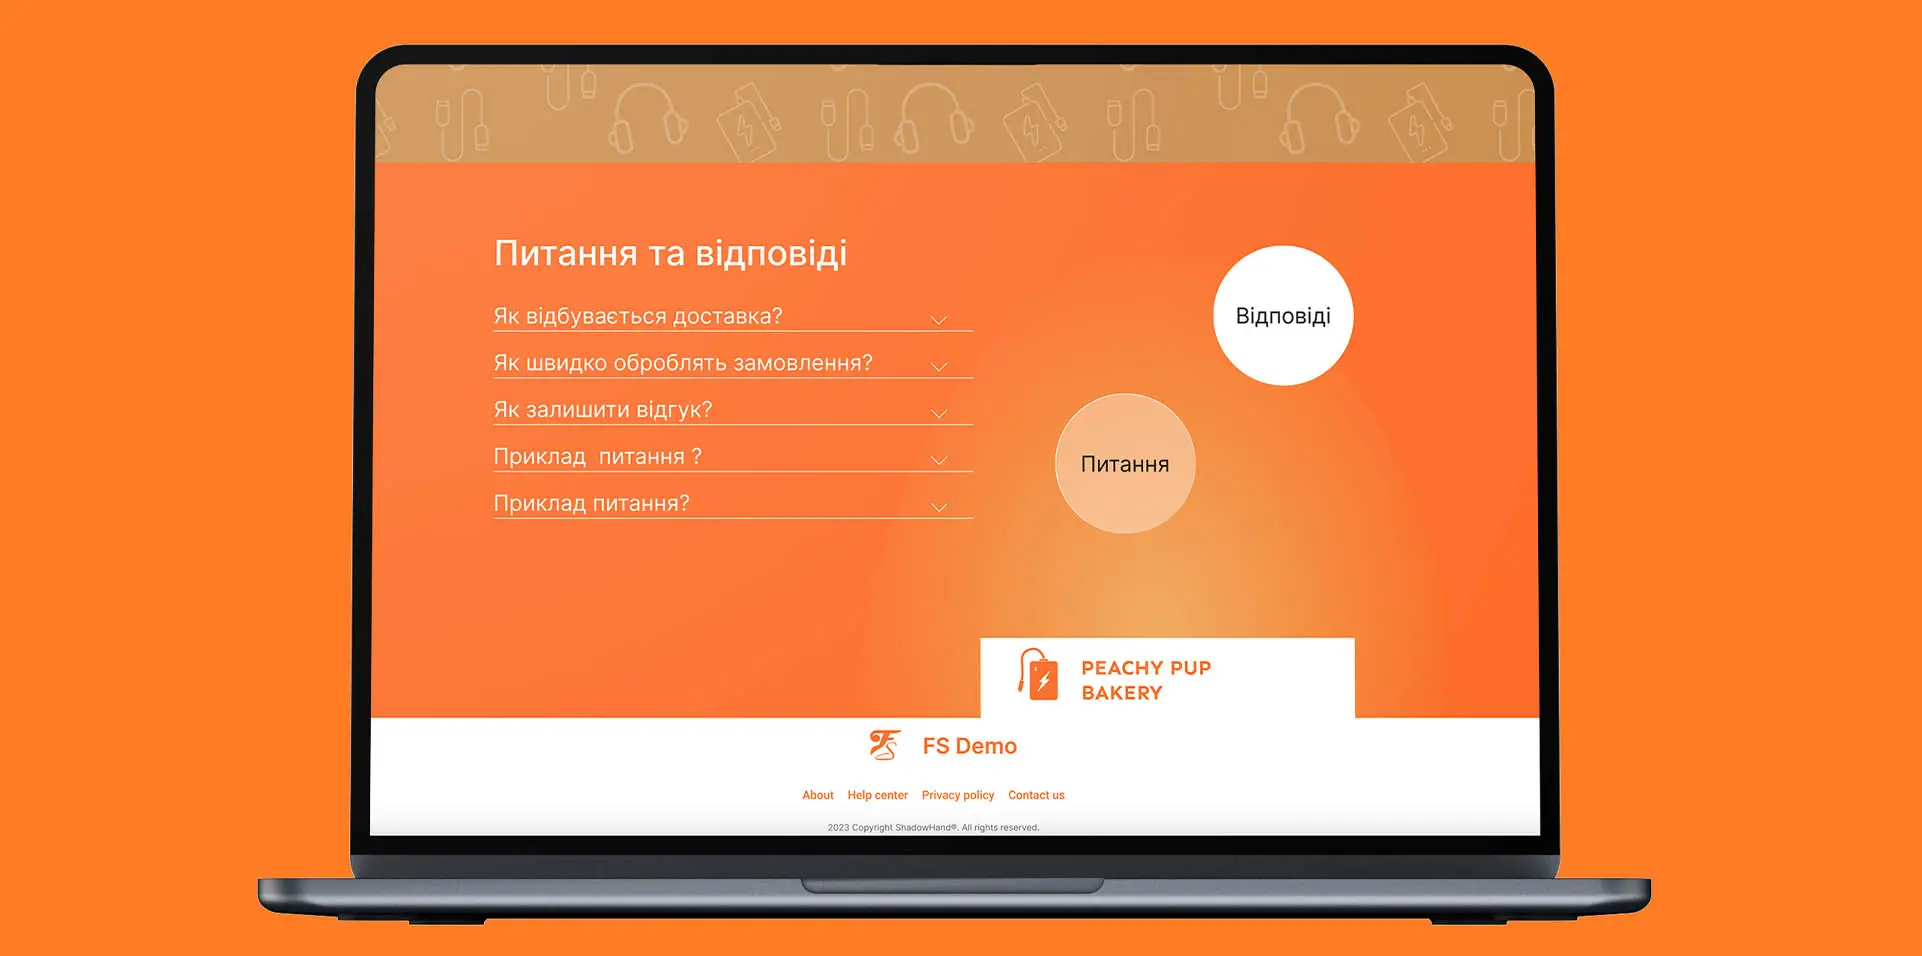 Питання та відповіді
Як відбувається доставка?
Як швидко оброблять замовлення?
Як залишити відгук?
Приклад  питання ?
Приклад питання?
Відповіді
Питання
PEACHY PUP
BAKERY
FS Demo
About Help center Privacy policy Contact us
2023 Copyright ShadowHand®. All rights reserved.